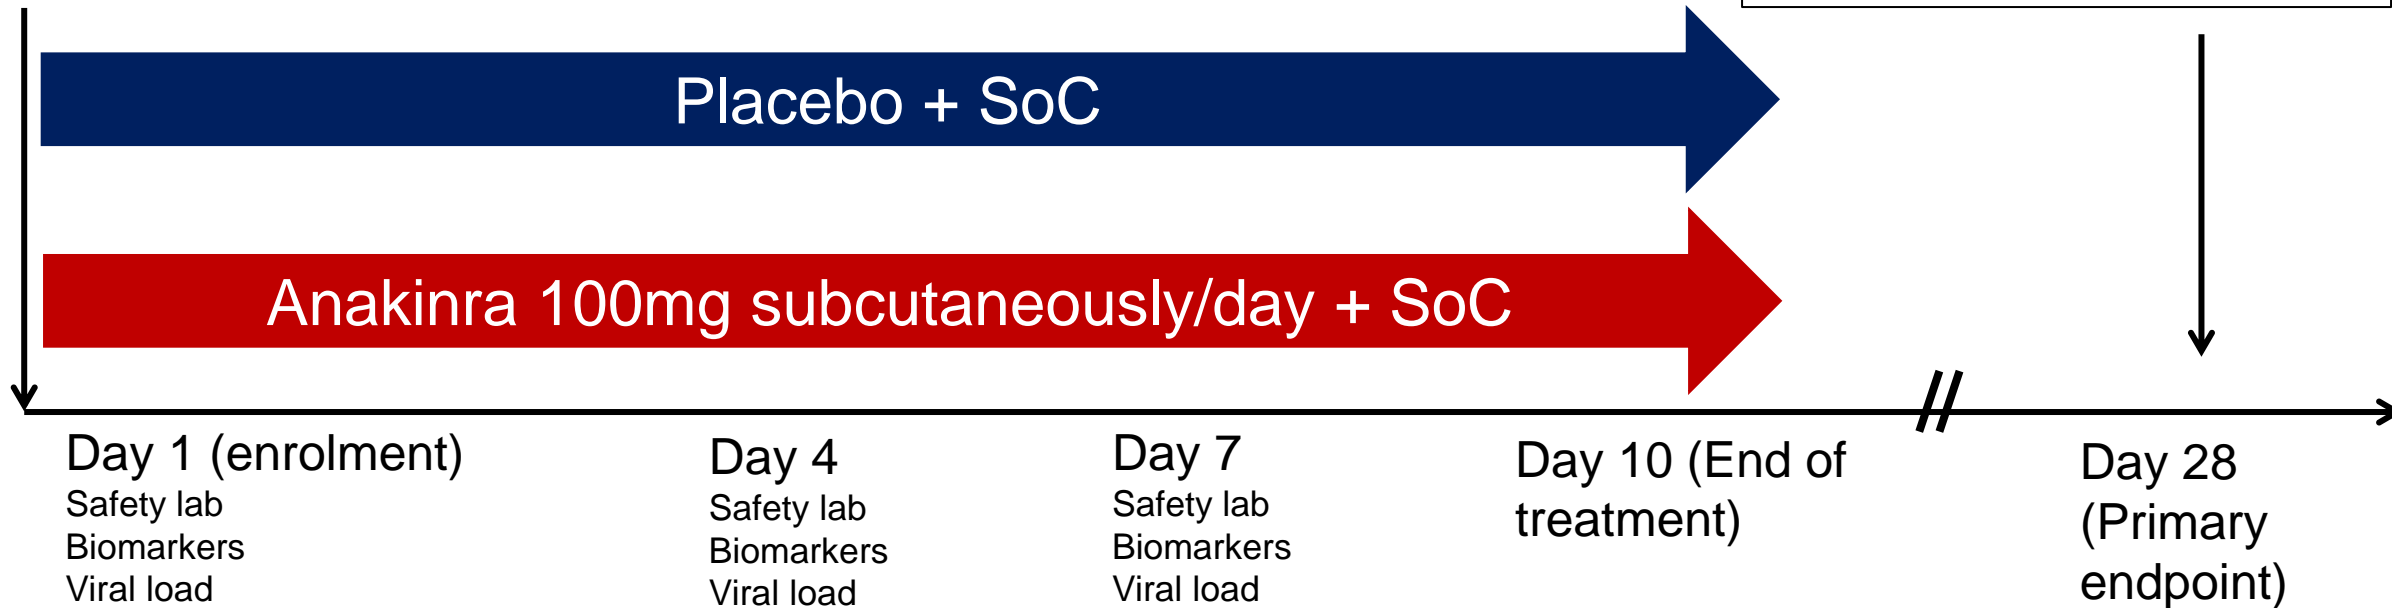 Placebo + SoC
Anakinra 100mg subcutaneously/day + SoC
Day 1 (enrolment)
Safety lab
Biomarkers
Viral load
Day 4
Safety lab
Biomarkers
Viral load
Day 7
Safety lab
Biomarkers
Viral load
Day 10 (End of
treatment)
Day 28
(Primary
endpoint)